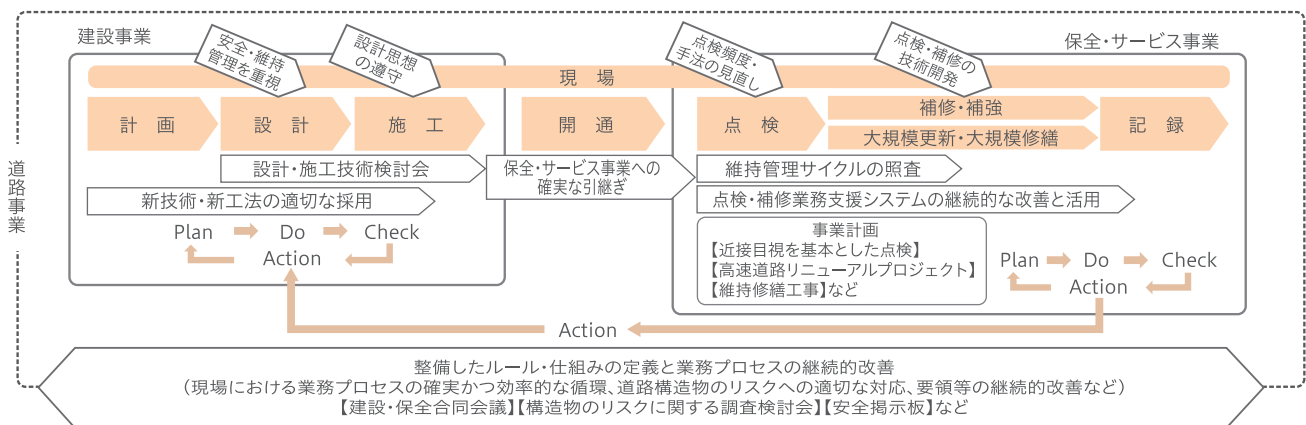 道路事業
建設事業
安全・維持
管理を重視
設計思想
の遵守
点検頻度・
手法の見直し
点検・補修の
技術開発
保全・サービス事業
現 場
計 画
設 計
施 工
開 通
点 検
補修・補強
大規模更新・大規模修繕
記 録
設計・施工技術検討会
保全・サービス事業への
確実な引継ぎ
維持管理サイクルの照査
新技術・新工法の適切な採用
点検・補修業務支援システムの継続的な改善と活用
Plan
Do
Check
Action
事業計画
【近接目視を基本とした点検】
【高速道路リニューアルプロジェクト】
【維持修繕工事】など
Plan
Do
Check
Action
Action
整備したルール・仕組みの定義と業務プロセスの継続的改善
（現場における業務プロセスの確実かつ効率的な循環、道路構造物のリスクへの適切な対応、要領等の継続的改善など）
【建設・保全合同会議】【構造物のリスクに関する調査検討会】【安全掲示板】など